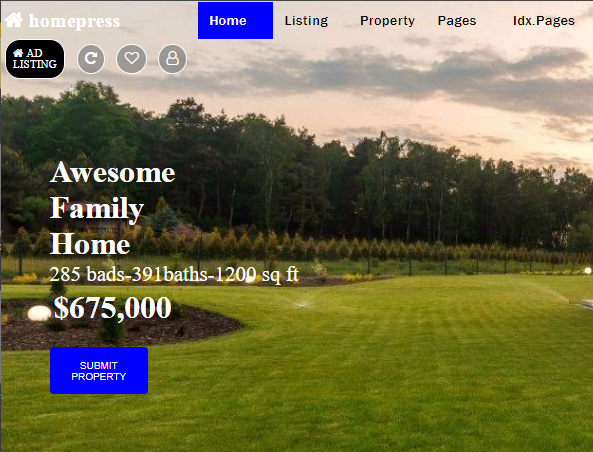 homepress Home Listing Property Pages Idx.Pages
AD
LISTING
Awesome
Family
Home
285 bads-391baths-1200 sq ft
$675,000
SUBMIT
PROPERTY